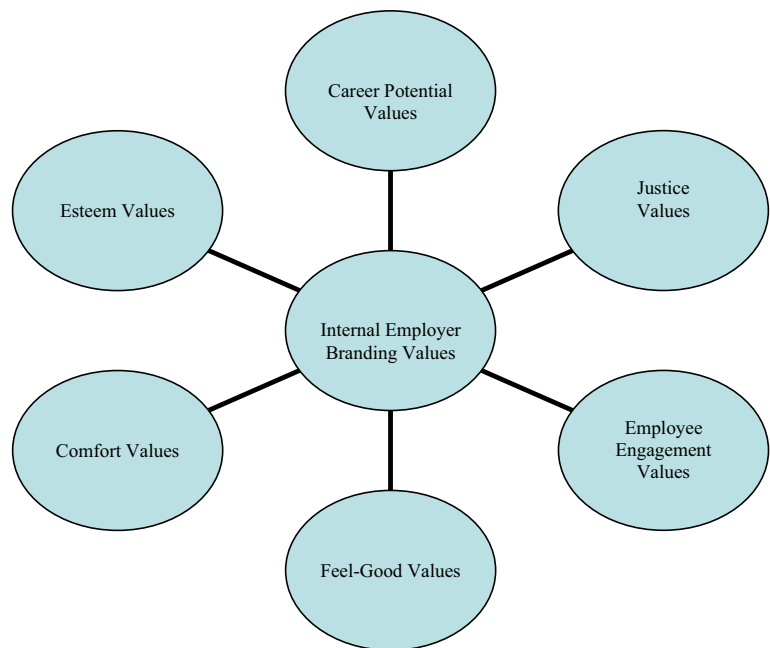 Career Potential
Values
Esteem Values
Justice
Values
Internal Employer
Branding Values
Comfort Values
Employee
Engagement
Values
Feel-Good Values